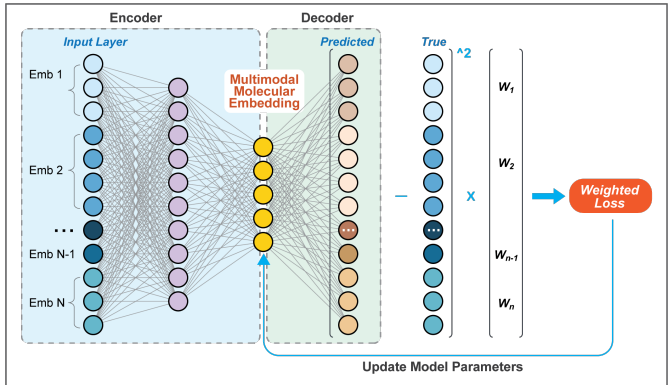 Encoder
Decoder
Input Layer
Predicted
True
^2
Emb 1
Multimodal
Molecular
Embedding
W1
Emb 2
W2
—
X
Weighted
Loss
...
...
...
Emb N-1
Wn-1
Emb N
Wn
Update Model Parameters